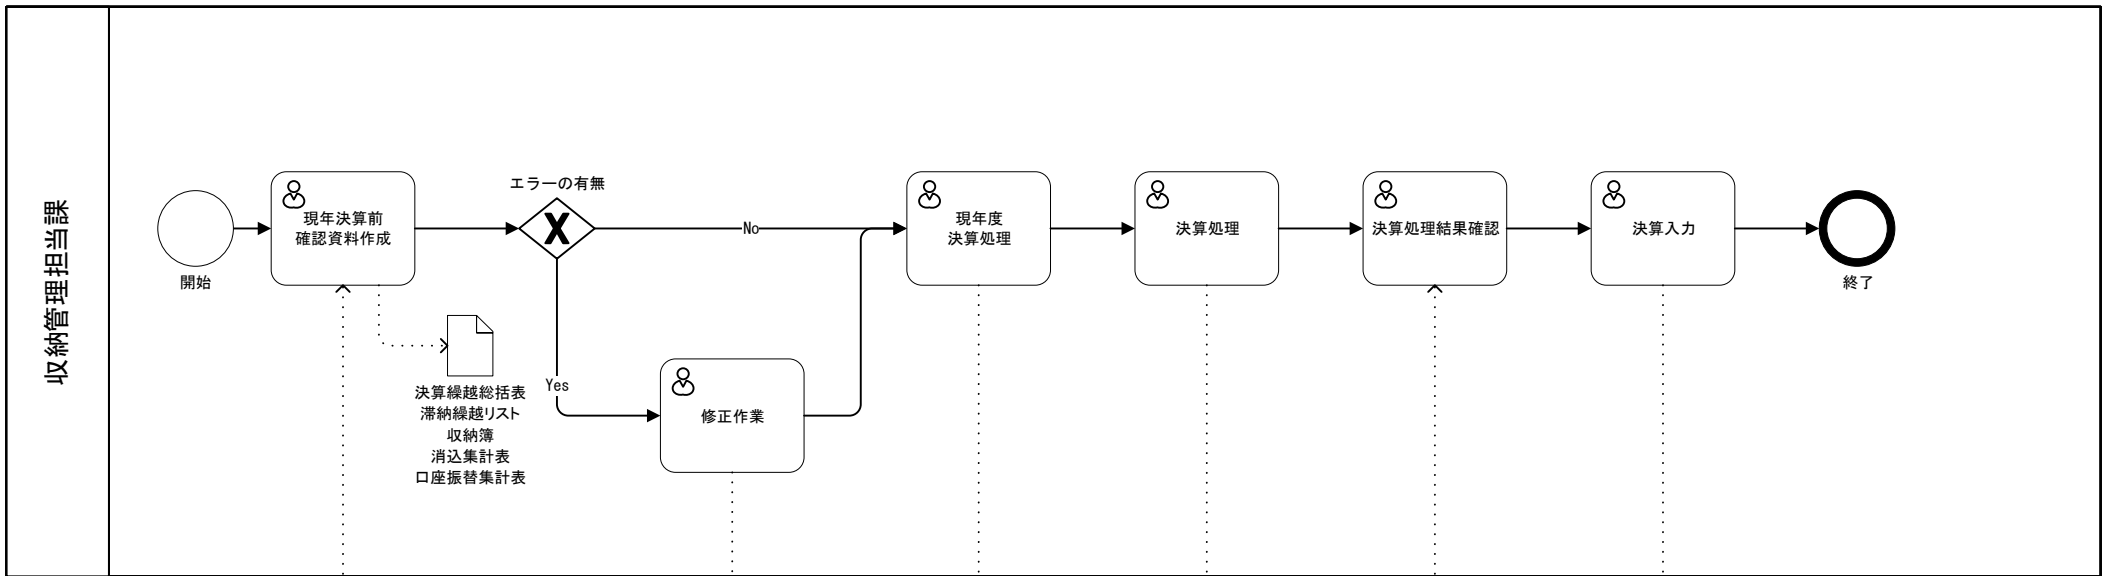 収納管理担当課
開始
現年決算前
確認資料作成
決算繰越総括表
滞納繰越リスト
収納簿
消込集計表
口座振替集計表
エラーの有無
No
Yes
修正作業
現年度
決算処理
決算処理
決算処理結果確認
決算入力
終了